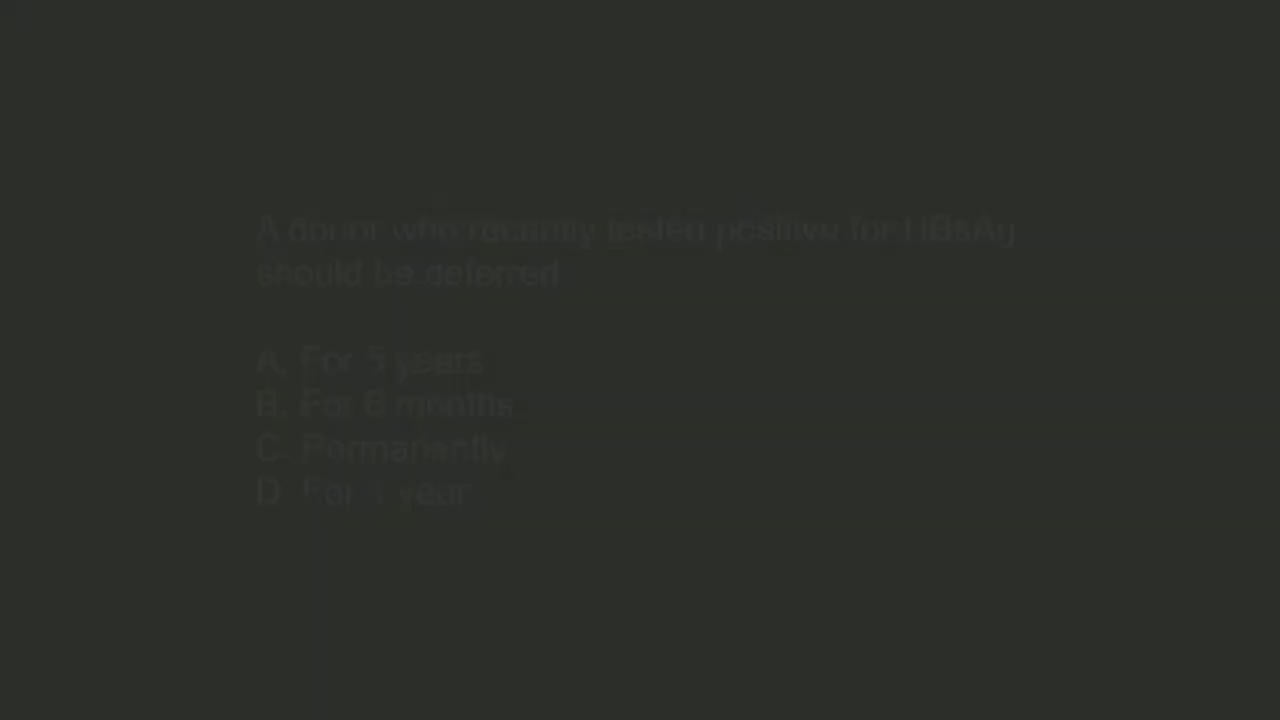 A donor who recently tested positive for HBsAg
should be deferred
A. For 5 years
B. For 6 months
C. Permanently
D. For 1 year